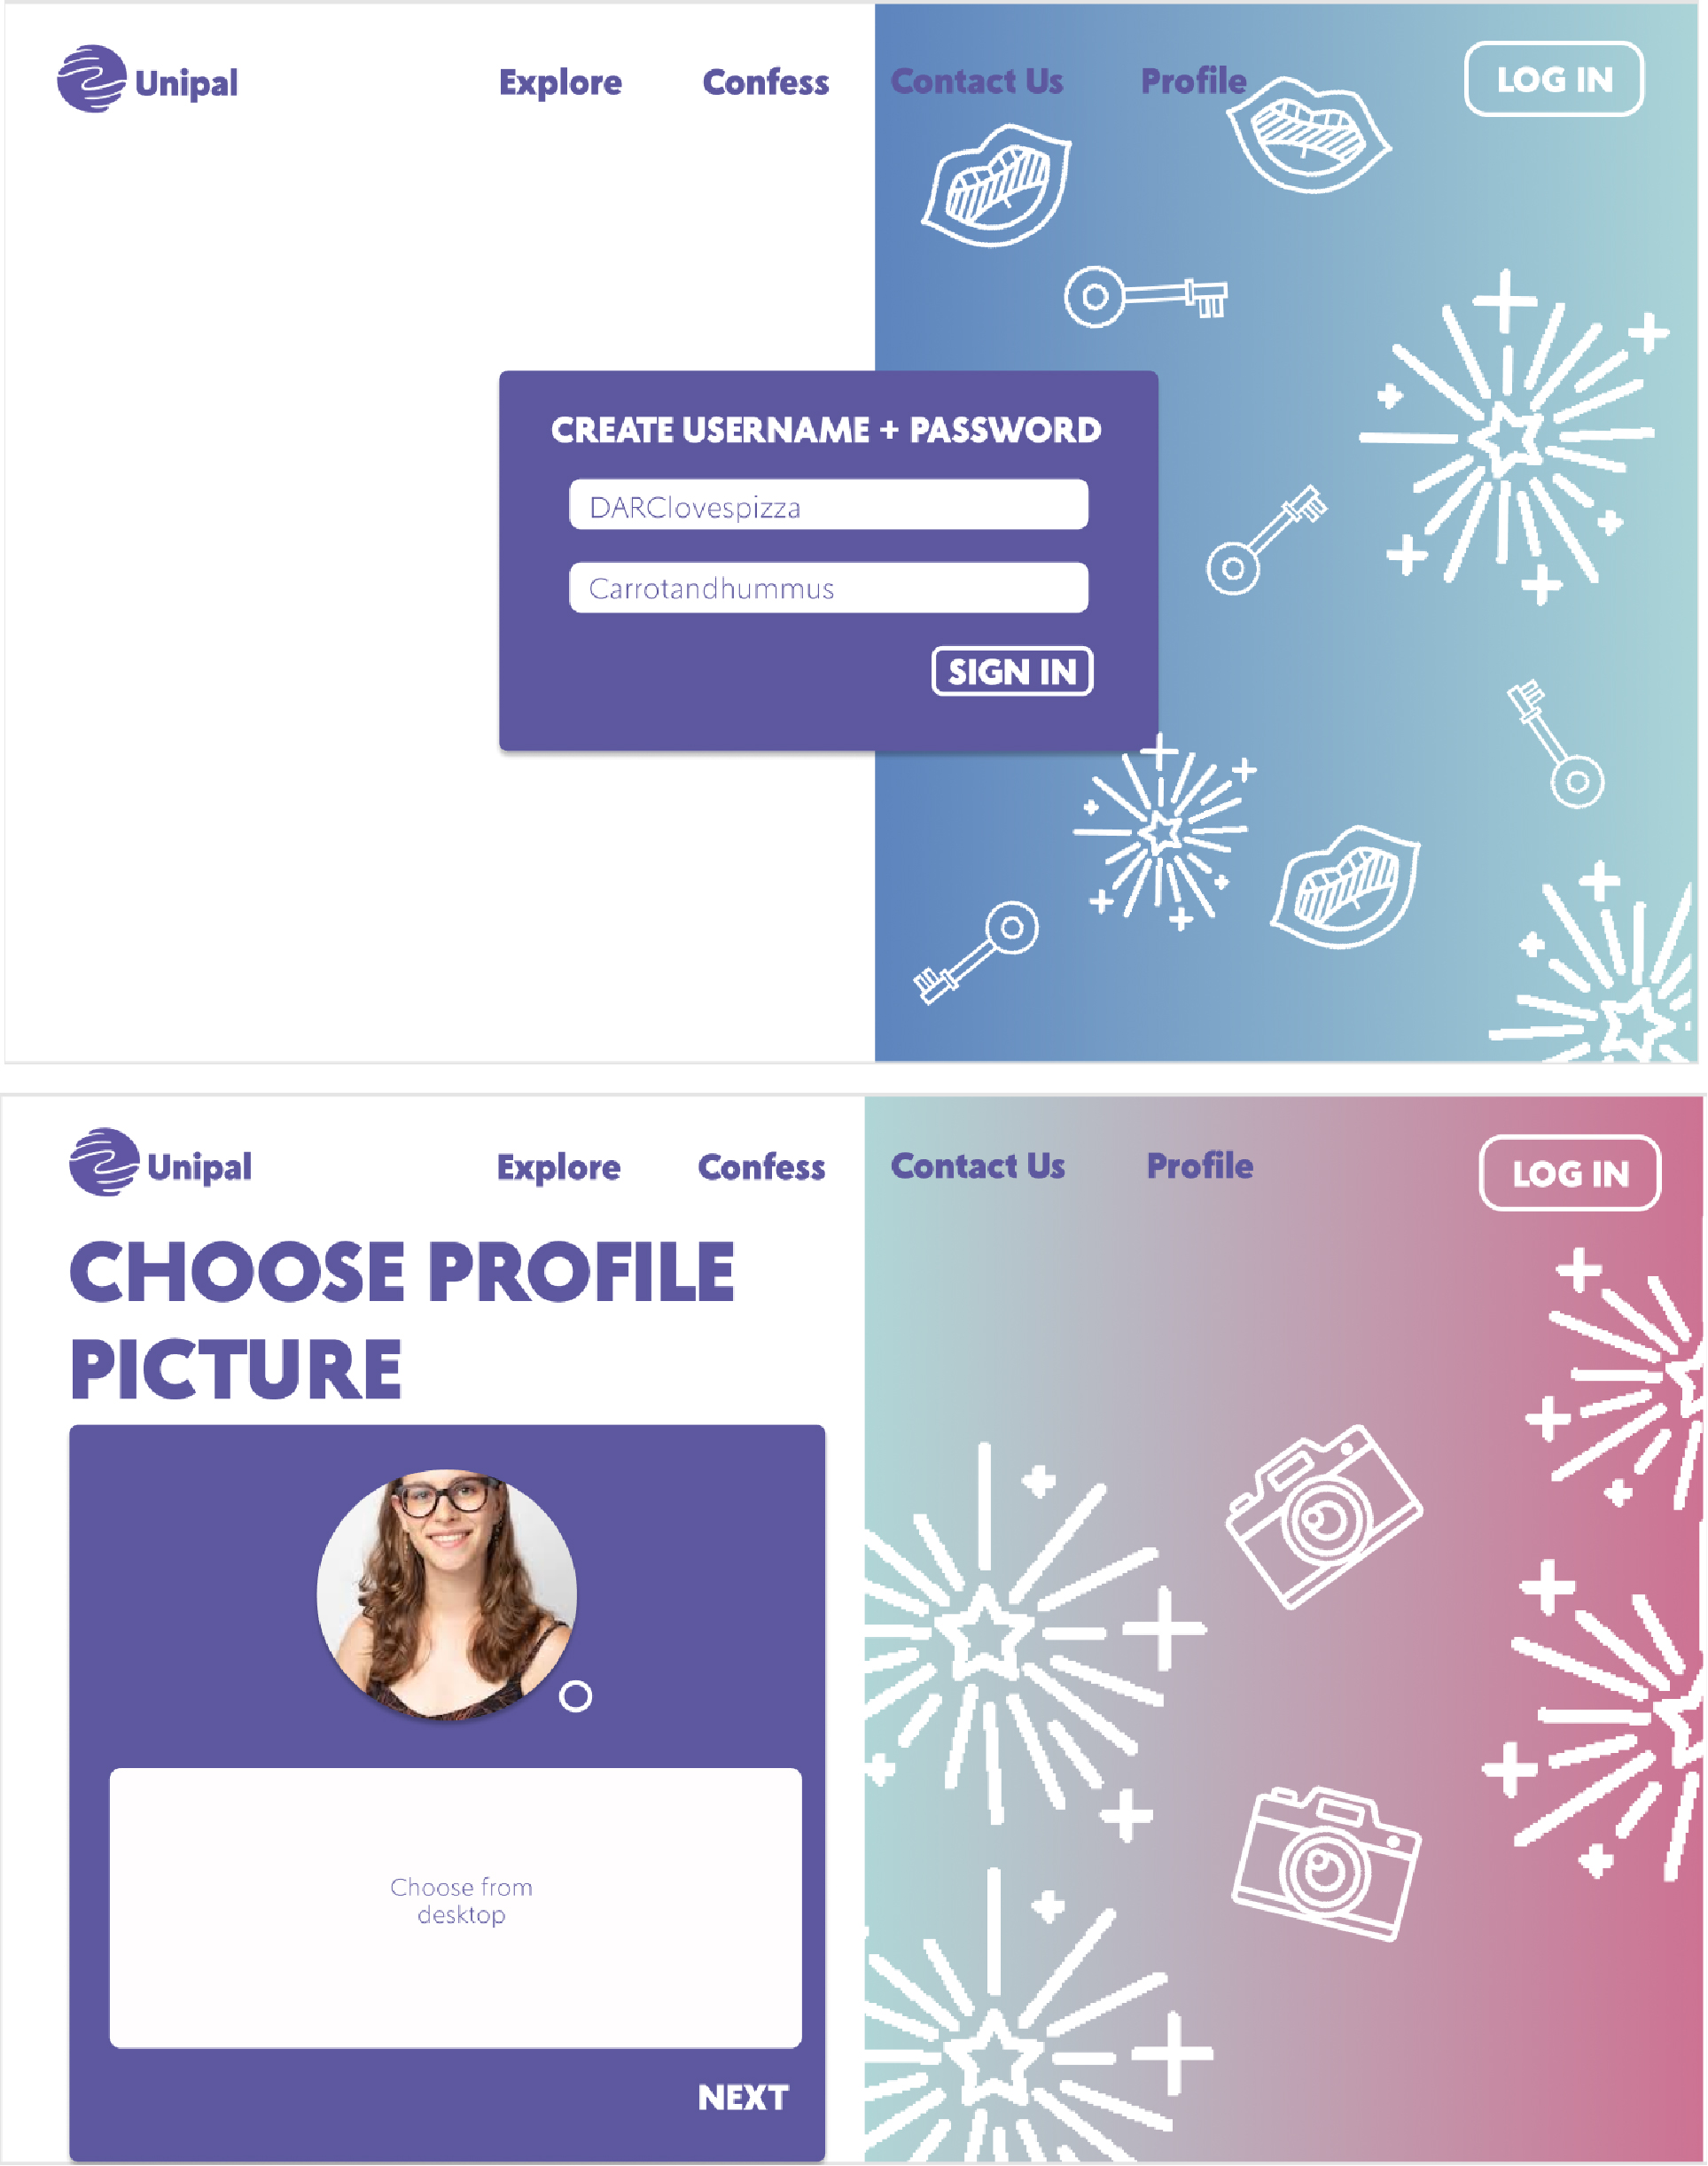 Unipal
Explore
Confess
Contact Us
Profile
LOG IN
CREATE USERNAME + PASSWORD
DARClovespizza
Carrotandhummus
SIGN IN
Unipal
Explore
Confess
Contact Us
Profile
LOG IN
CHOOSE PROFILE
PICTURE
Choose from
desktop
NEXT